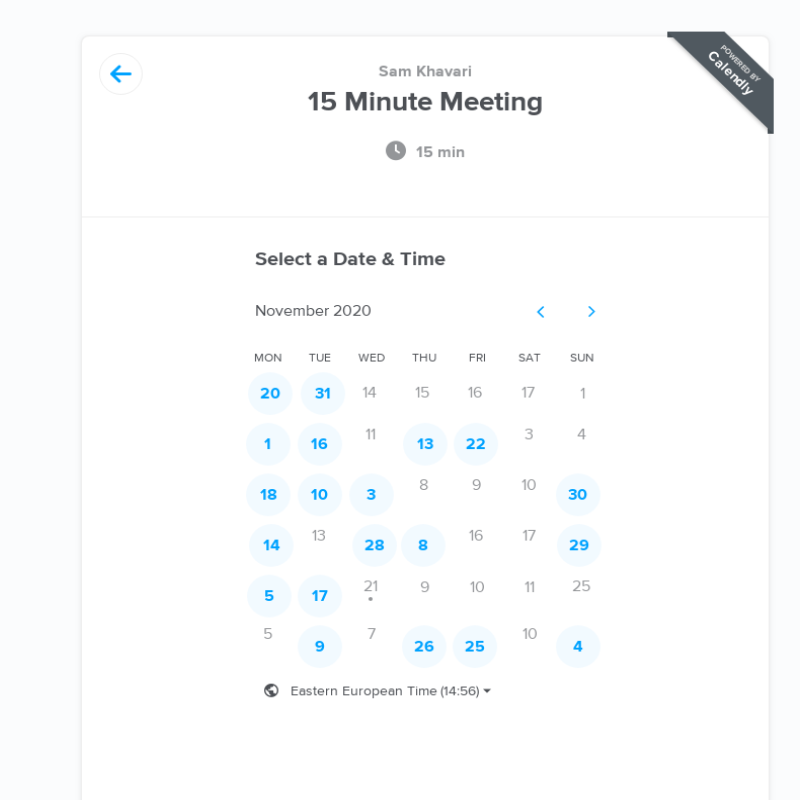 POWERED BY
Calendly
Sam Khavari
15 Minute Meeting
15 min
Select a Date & Time
November 2020
MON TUE WED THU FRI SAT SUN
20 31 14 15 16 17 1
1 16 11 13 22 3 4
18 10 3 8 9 10 30
14 13 28 8 16 17 29
5 17 21 9 10 11 25
5 9 7 26 25 10 4
Eastern European Time (14:56)